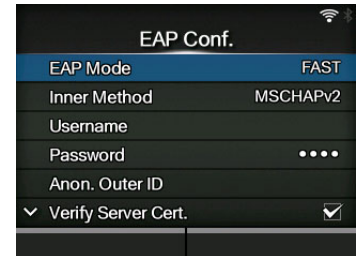 EAP Conf.
EAP Mode FAST
Inner Method MSCHAPv2
Username
Password ••••
Anon. Outer ID
Verify Server Cert.